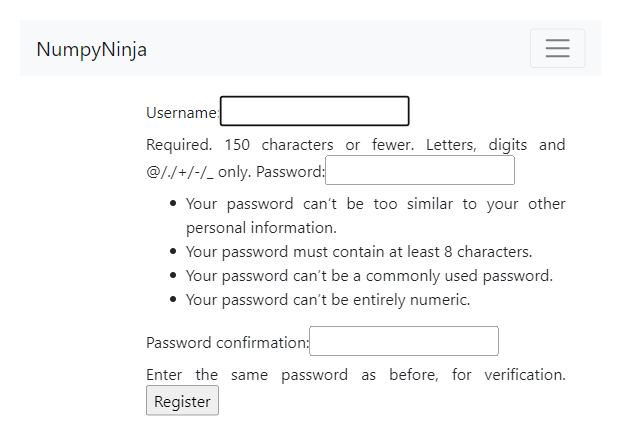 NumpyNinja
Username:
Required. 150 characters or fewer. Letters, digits and
@/./+/-/_ only. Password:
• Your password can't be too similar to your other
personal information.
• Your password must contain at least 8 characters.
• Your password can't be a commonly used password.
• Your password can't be entirely numeric.
Password confirmation:
Enter the same password as before, for verification.
Register